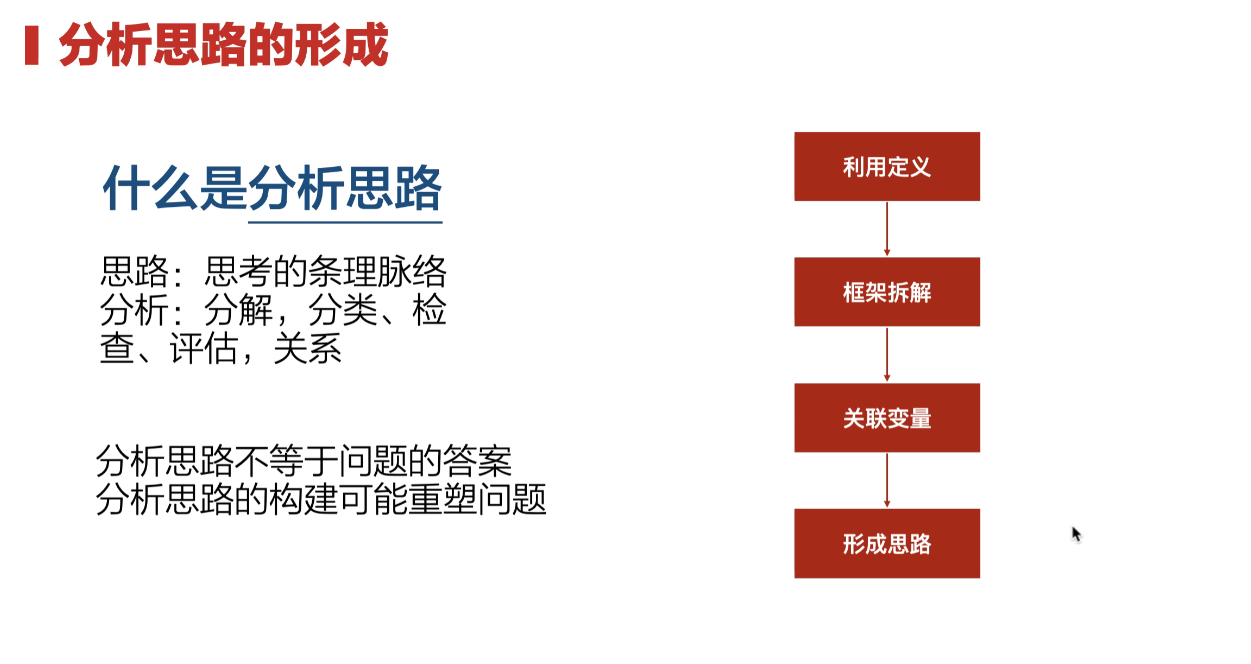 分析思路的形成
什么是分析思路
思路：思考的条理脉络
分析：分解，分类、检
查、评估，关系
分析思路不等于问题的答案
分析思路的构建可能重塑问题
利用定义
框架拆解
关联变量
形成思路